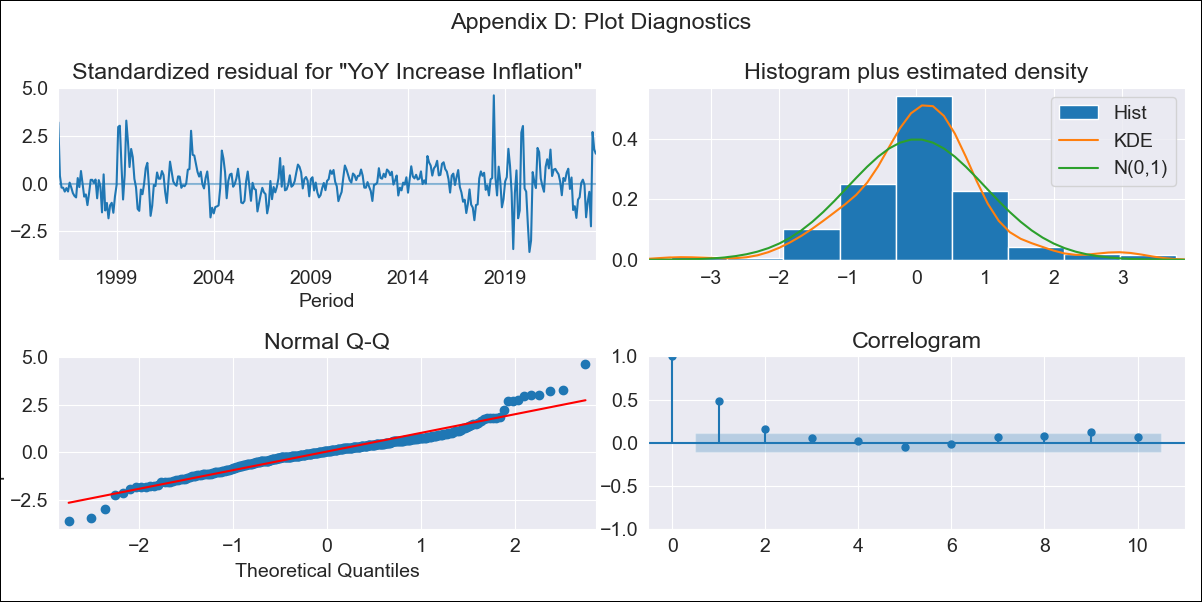 Appendix D: Plot Diagnostics
Standardized residual for "YoY Increase Inflation"
5.0
2.5
0.0
−2.5
1999 2004 2009 2014 2019
Period
Histogram plus estimated density
Hist
KDE
N(0,1)
0.4
0.2
0.0
−3 −2 −1 0 1 2 3
Normal Q-Q
5.0
2.5
0.0
−2.5
−2 −1 0 1 2
Theoretical Quantiles
Correlogram
1.0
0.5
0.0
−0.5
−1.0
0 2 4 6 8 10